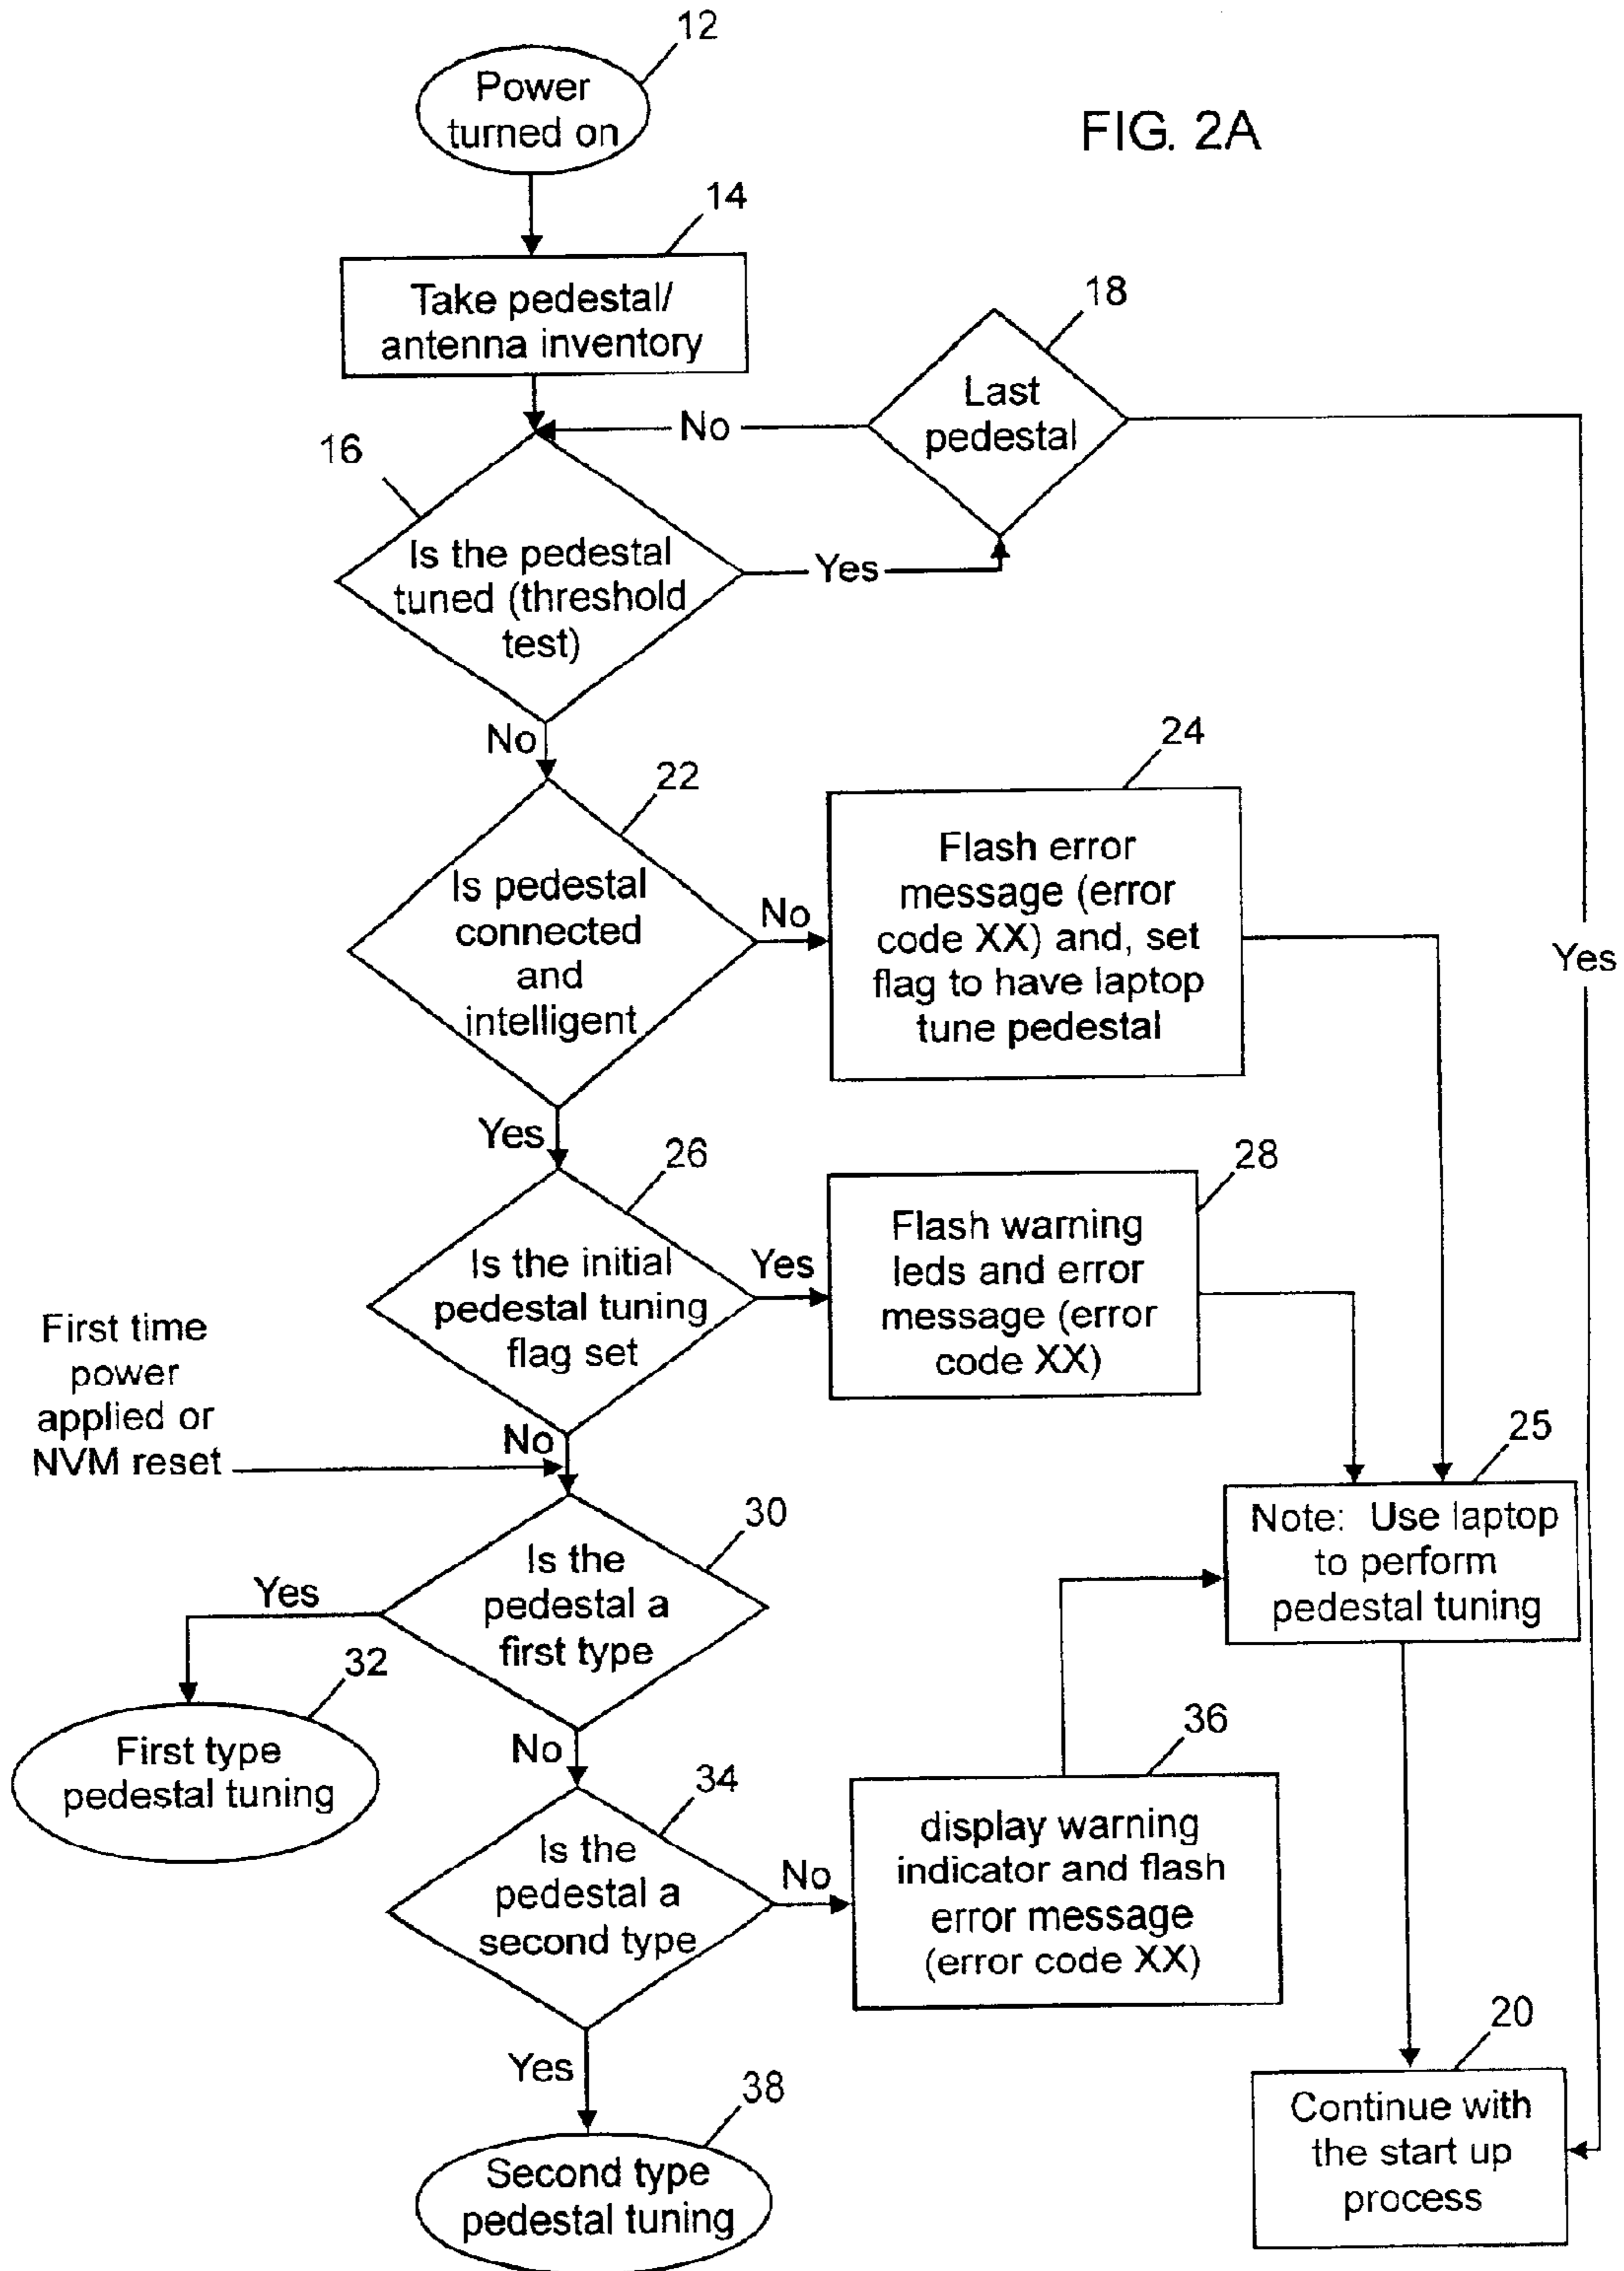 12
Power
turned on
FIG. 2A
14
Take pedestal/
antenna inventory
18
Last
pedestal
No
16
Is the pedestal
tuned (threshold
test)
Yes
No
22
Is pedestal
connected
and
intelligent
No
24
Flash error
message (error
code XX) and, set
flag to have laptop
tune pedestal
Yes
Yes
26
Is the initial
pedestal tuning
flag set
Yes
28
Flash warning
leds and error
message (error
code XX)
First time
power
applied or
NVM reset
No
25
Note: Use laptop
to perform
pedestal tuning
30
Is the
pedestal a
first type
Yes
32
First type
pedestal tuning
No
34
Is the
pedestal a
second type
No
36
display warning
indicator and flash
error message
(error code XX)
Yes
38
Second type
pedestal tuning
20
Continue with
the start up
process